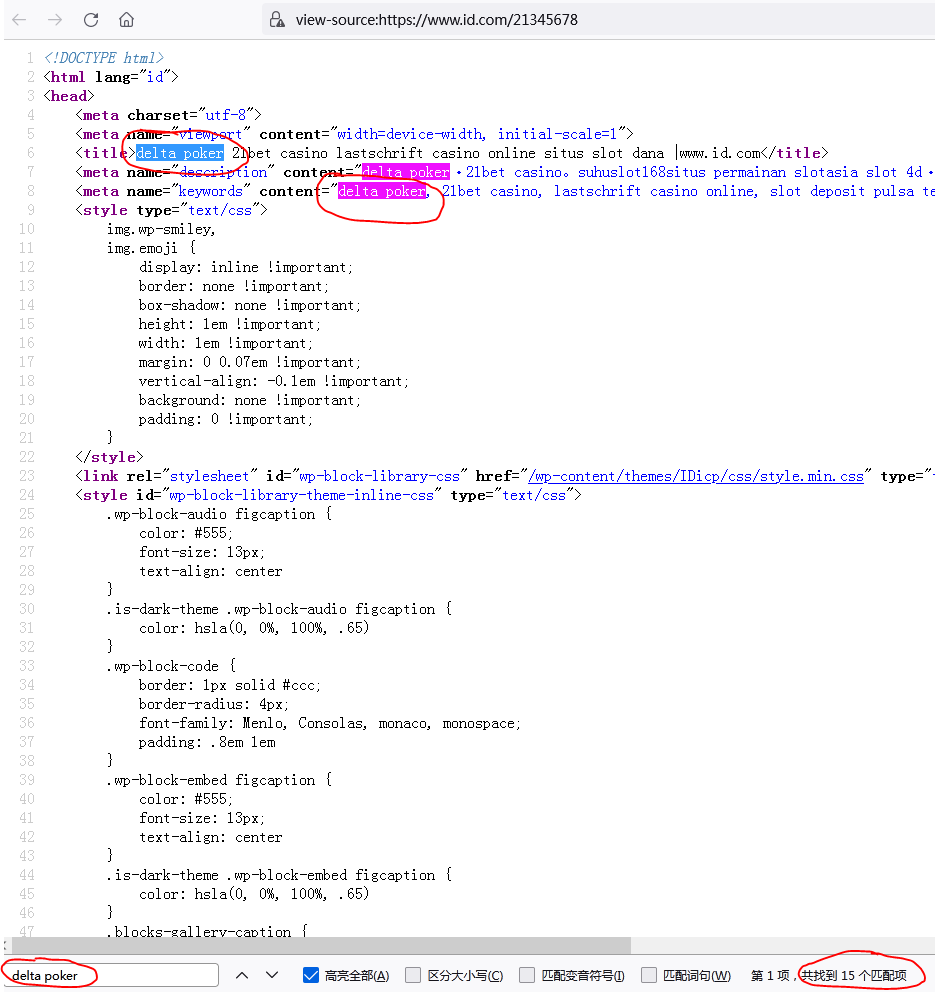 view-source:https://www.id.com/21345678
1 <!DOCTYPE html>
2 <html lang="id">
3 <head>
4 <meta charset="utf-8">
5 <meta name="viewport" content="width=device-width, initial-scale=1">
6 <title>delta poker 21bet casino lastschrift casino online situs slot dana |www.id.com</title>
7 <meta name="description" content="delta poker·21bet casino。suhuslot168situs permainan slotasia slot 4d·
8 <meta name="keywords" content="delta poker, 21bet casino, lastschrift casino online, slot deposit pulsa te
9 <style type="text/css">
10 img.wp-smiley,
11 img.emoji {
12 display: inline !important;
13 border: none !important;
14 box-shadow: none !important;
15 height: 1em !important;
16 width: 1em !important;
17 margin: 0 0.07em !important;
18 vertical-align: -0.1em !important;
19 background: none !important;
20 padding: 0 !important;
21 }
22 </style>
23 <link rel="stylesheet" id="wp-block-library-css" href="/wp-content/themes/IDicp/css/style.min.css" type="
24 <style id="wp-block-library-theme-inline-css" type="text/css">
25 .wp-block-audio figcaption {
26 color: #555;
27 font-size: 13px;
28 text-align: center
29 }
30 .is-dark-theme .wp-block-audio figcaption {
31 color: hsla(0, 0%, 100%, .65)
32 }
33 .wp-block-code {
34 border: 1px solid #ccc;
35 border-radius: 4px;
36 font-family: Menlo, Consolas, monaco, monospace;
37 padding: .8em 1em
38 }
39 .wp-block-embed figcaption {
40 color: #555;
41 font-size: 13px;
42 text-align: center
43 }
44 .is-dark-theme .wp-block-embed figcaption {
45 color: hsla(0, 0%, 100%, .65)
46 }
47 .blocks-gallery-caption {
delta poker 高亮全部(A) 区分大小写(C) 匹配变音符号(I) 匹配词句(W) 第 1 项，共找到 15 个匹配项